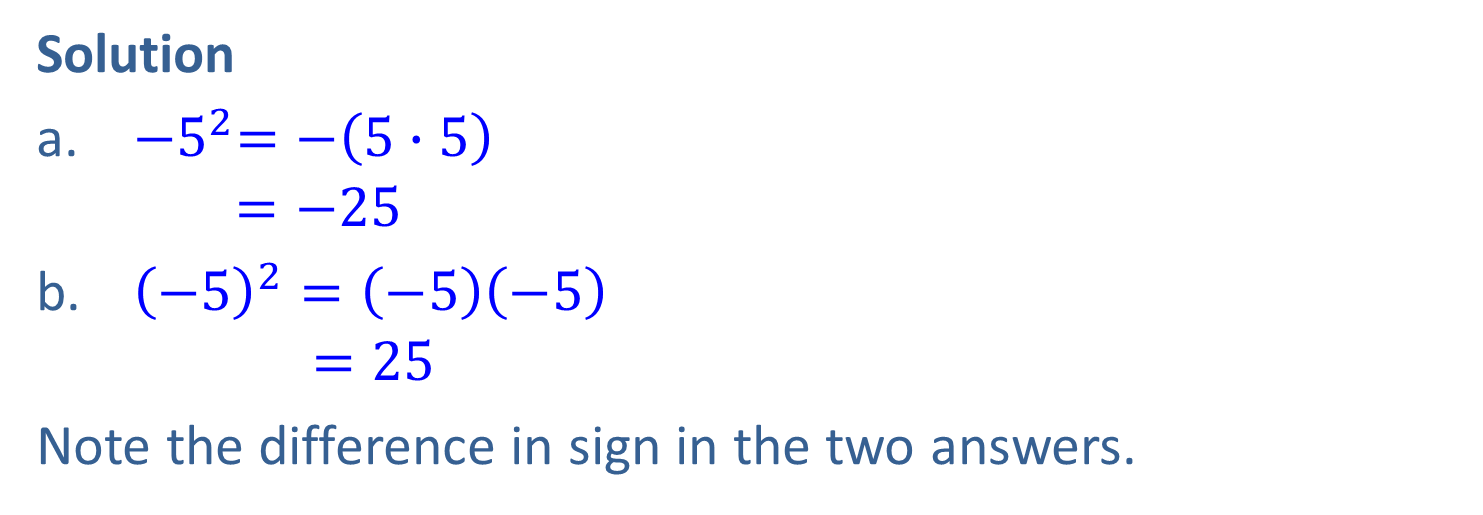 Solution
a. −5²= −(5 · 5)
= −25
b. (−5)² = (−5)(−5)
= 25
Note the difference in sign in the two answers.